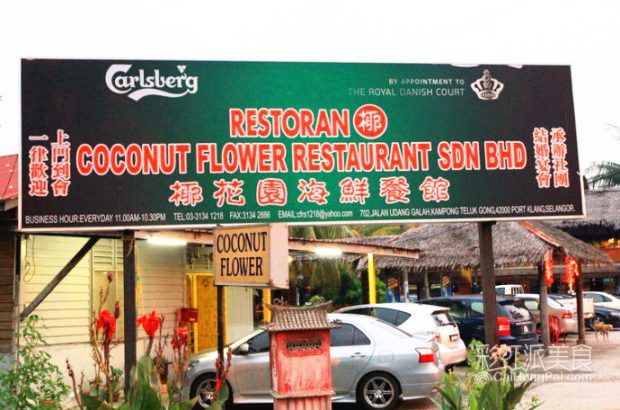 Carlsberg
BY APPOINTMENT TO
THE ROYAL DANISH COURT
上門到會
一律歡迎
RESTORAN 椰
COCONUT FLOWER RESTAURANT SDN BHD
椰花園海鮮餐館
承辦社團
結婚宴會
BUSINESS HOUR:EVERYDAY 11.00AM-10.30PM TEL:03-3134 1218 FAX:3134 2886 EMAIL:cfrs1218@yahoo.com 702,JALAN UDANG GALAH,KAMPONG TELUK GONG,42000 PORT KLANG,SELANGOR.
COCONUT
FLOWER
彩虹派美食
CaiHongPai.com